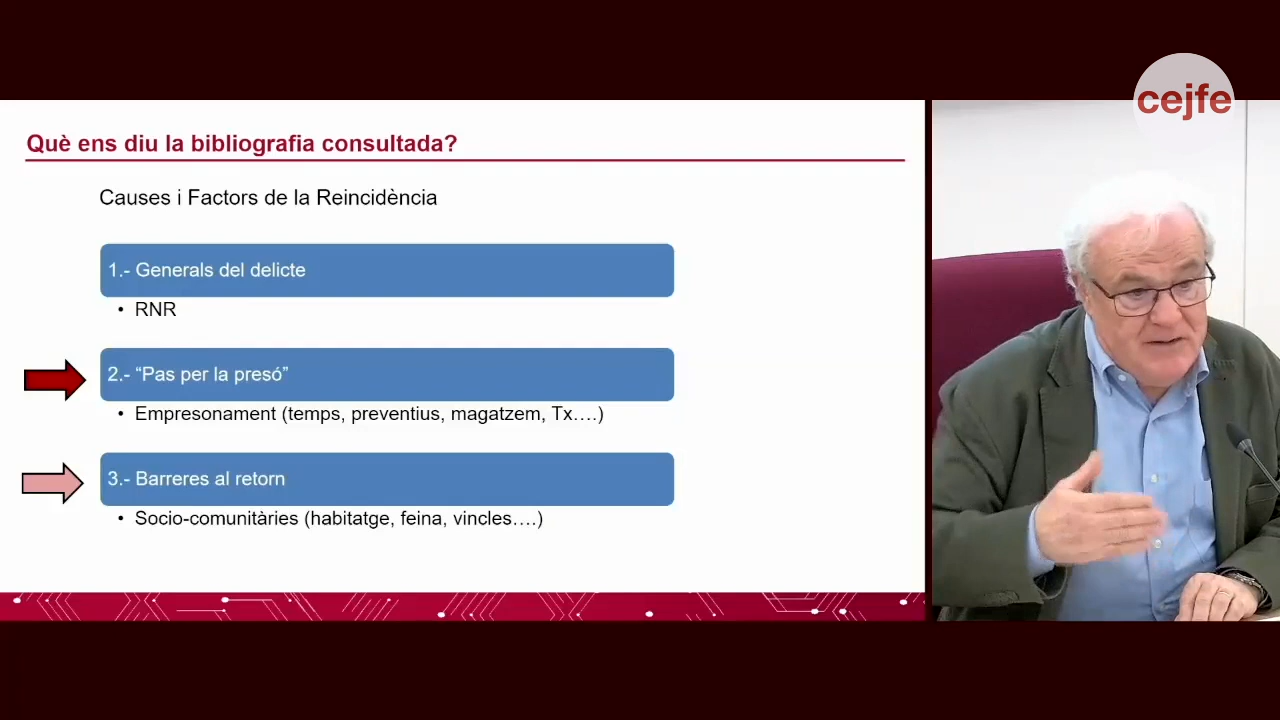 cejfe
Què ens diu la bibliografia consultada?
Causes i Factors de la Reincidència
1.- Generals del delicte
• RNR
2.- “Pas per la presó”
• Empresonament (temps, preventius, magatzem, Tx….)
3.- Barreres al retorn
• Socio-comunitàries (habitatge, feina, vincles….)